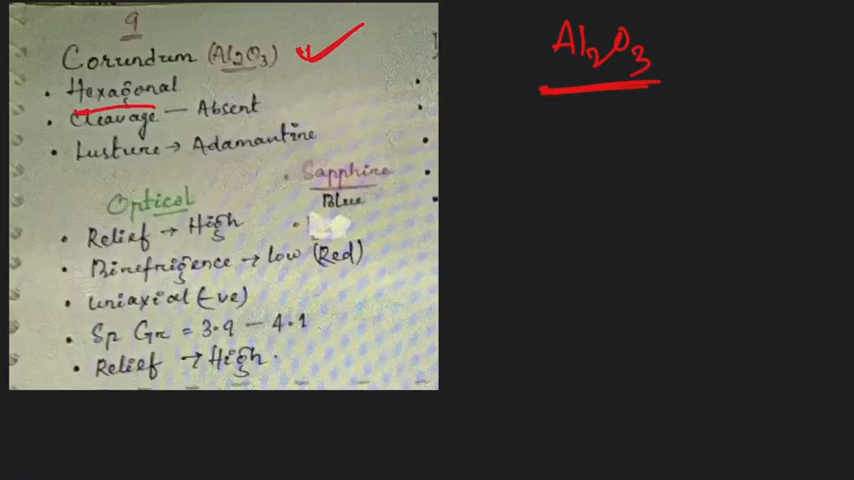 9
Corundum (Al2O3)
• Hexagonal
• Cleavage — Absent
• Lusture → Adamantine
• Sapphire
Blue
Optical
• Relief → High
• Birefrigence → low (Red)
• Uniaxial (-ve)
• Sp Gr = 3.9 - 4.1
• Relief → High.
Al2O3